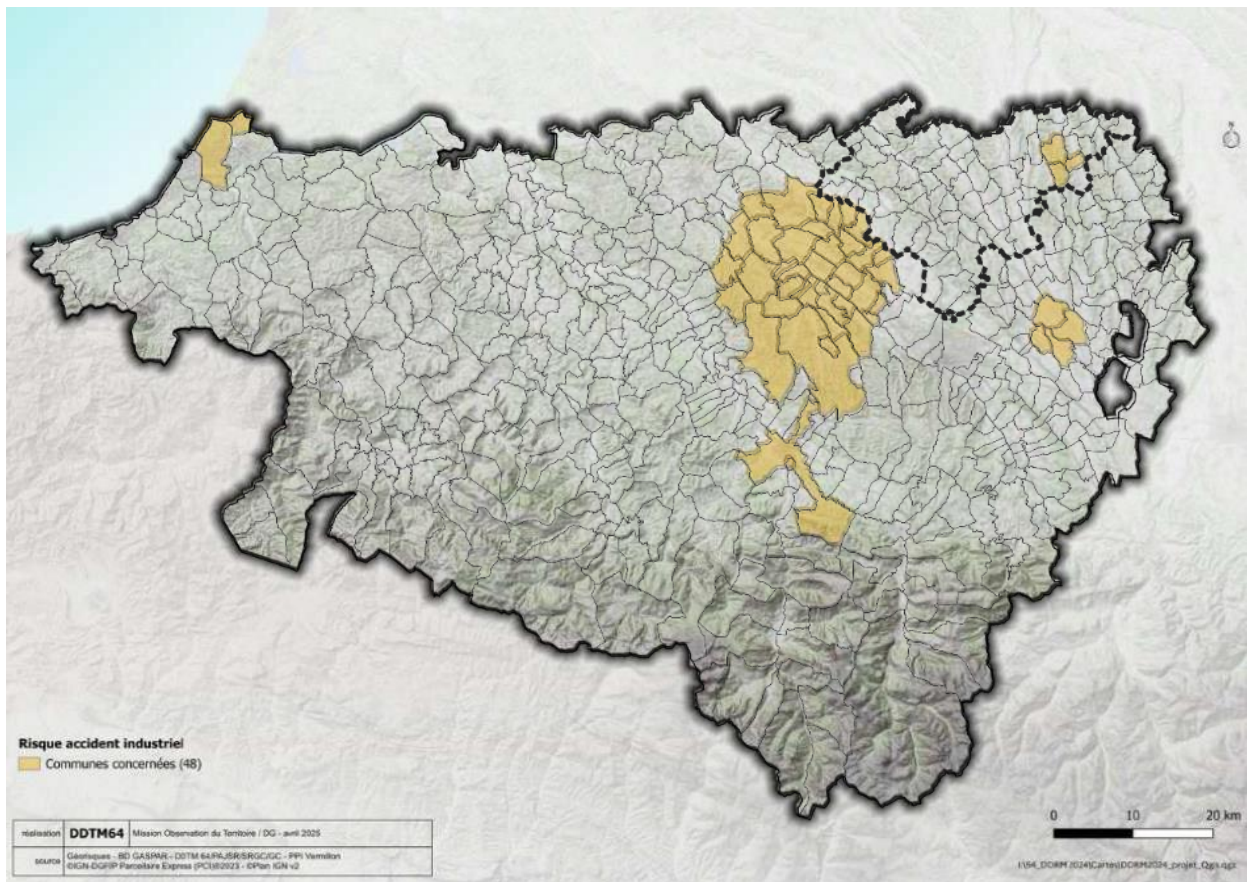 N
Risque accident industriel
Communes concernées (48)
0 10 20 km
réalisation DDTM64 Mission Observation du Territoire / DG - avril 2025
source Géorisques - BD GASPAR - DDTM 64/PAJSR/SRGC/GC - PPI Vermilion
©IGN-DGFIP Parcellaire Express (PCI)®2023 - ©Plan IGN v2